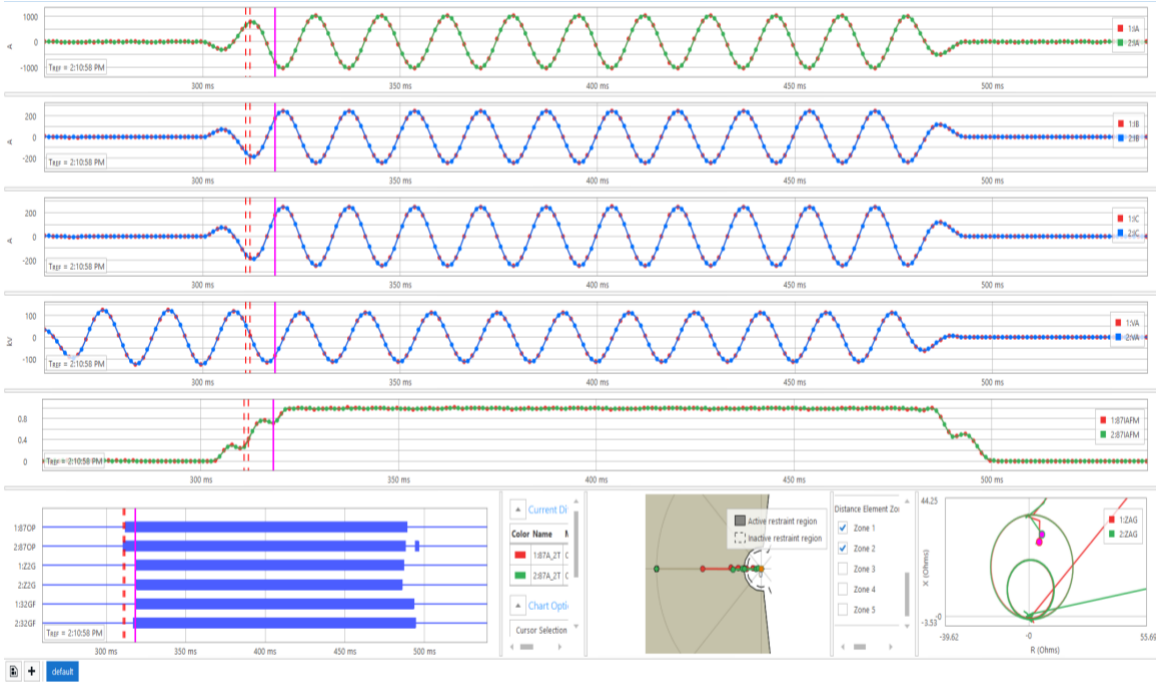 1000
0
-1000
A
TREF = 2:10:58 PM
1:IA
2:IA
300 ms 350 ms 400 ms 450 ms 500 ms
200
0
-200
A
TREF = 2:10:58 PM
1:IB
2:IB
300 ms 350 ms 400 ms 450 ms 500 ms
200
0
-200
A
TREF = 2:10:58 PM
1:IC
2:IC
300 ms 350 ms 400 ms 450 ms 500 ms
100
0
-100
kV
TREF = 2:10:58 PM
1:VA
2:VA
300 ms 350 ms 400 ms 450 ms 500 ms
0.8
0.4
0
TREF = 2:10:58 PM
1:87IAFM
2:87IAFM
300 ms 350 ms 400 ms 450 ms 500 ms
1:87OP
2:87OP
1:Z2G
2:Z2G
1:32GF
2:32GF
TREF = 2:10:58 PM
300 ms 350 ms 400 ms 450 ms 500 ms
Current Di
Color Name
1:87A_2T
2:87A_2T
Chart Opti
Cursor Selection
Active restraint region
Inactive restraint region
Distance Element Zo
Zone 1
Zone 2
Zone 3
Zone 4
Zone 5
44.25
X (Ohms)
-3.53
0
1:ZAG
2:ZAG
-39.62 -0 55.69
R (Ohms)
default